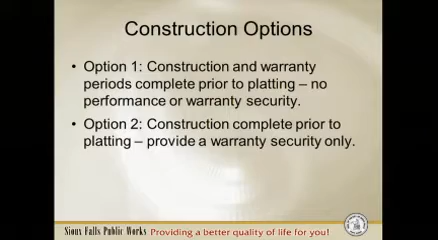 Construction Options
• Option 1: Construction and warranty
periods complete prior to platting – no
performance or warranty security.
• Option 2: Construction complete prior to
platting – provide a warranty security only.
Sioux Falls Public Works Providing a better quality of life for you!